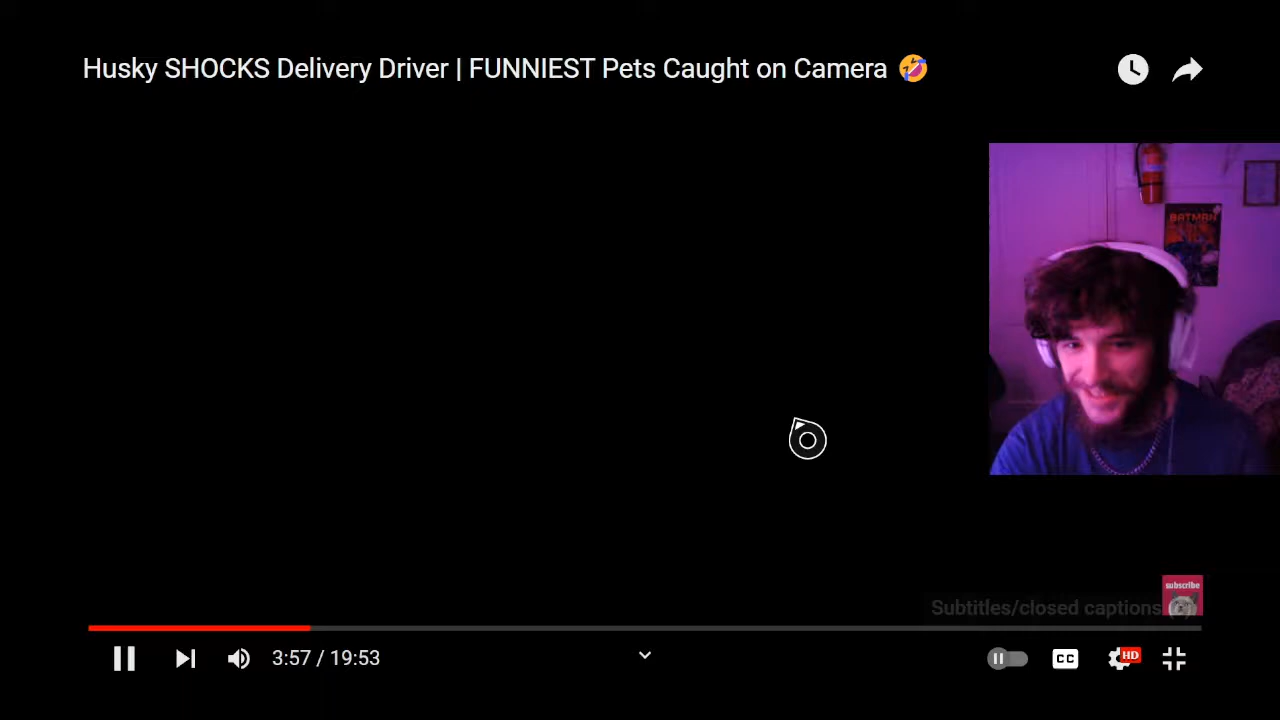 Husky SHOCKS Delivery Driver | FUNNIEST Pets Caught on Camera 🤣
BATMAN
subscribe
Subtitles/closed captions
HD
CC
3:57 / 19:53